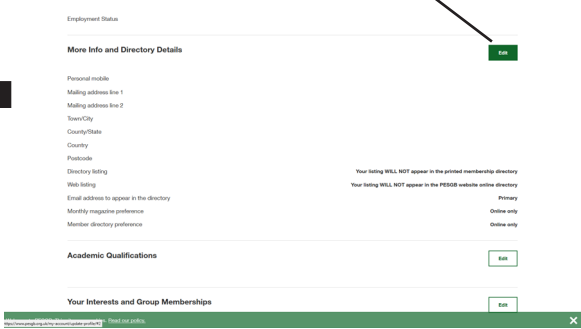 Employment Status
More Info and Directory Details
Edit
Personal mobile
Mailing address line 1
Mailing address line 2
Town/City
County/State
Country
Postcode
Directory listing Your listing WILL NOT appear in the printed membership directory
Web listing Your listing WILL NOT appear in the PESGB website online directory
Email address to appear in the directory Primary
Monthly magazine preference Online only
Member directory preference Online only
Academic Qualifications
Edit
Your Interests and Group Memberships
Edit
Read our policy.
https://www.pesgb.org.uk/my-account/update-profile/#2